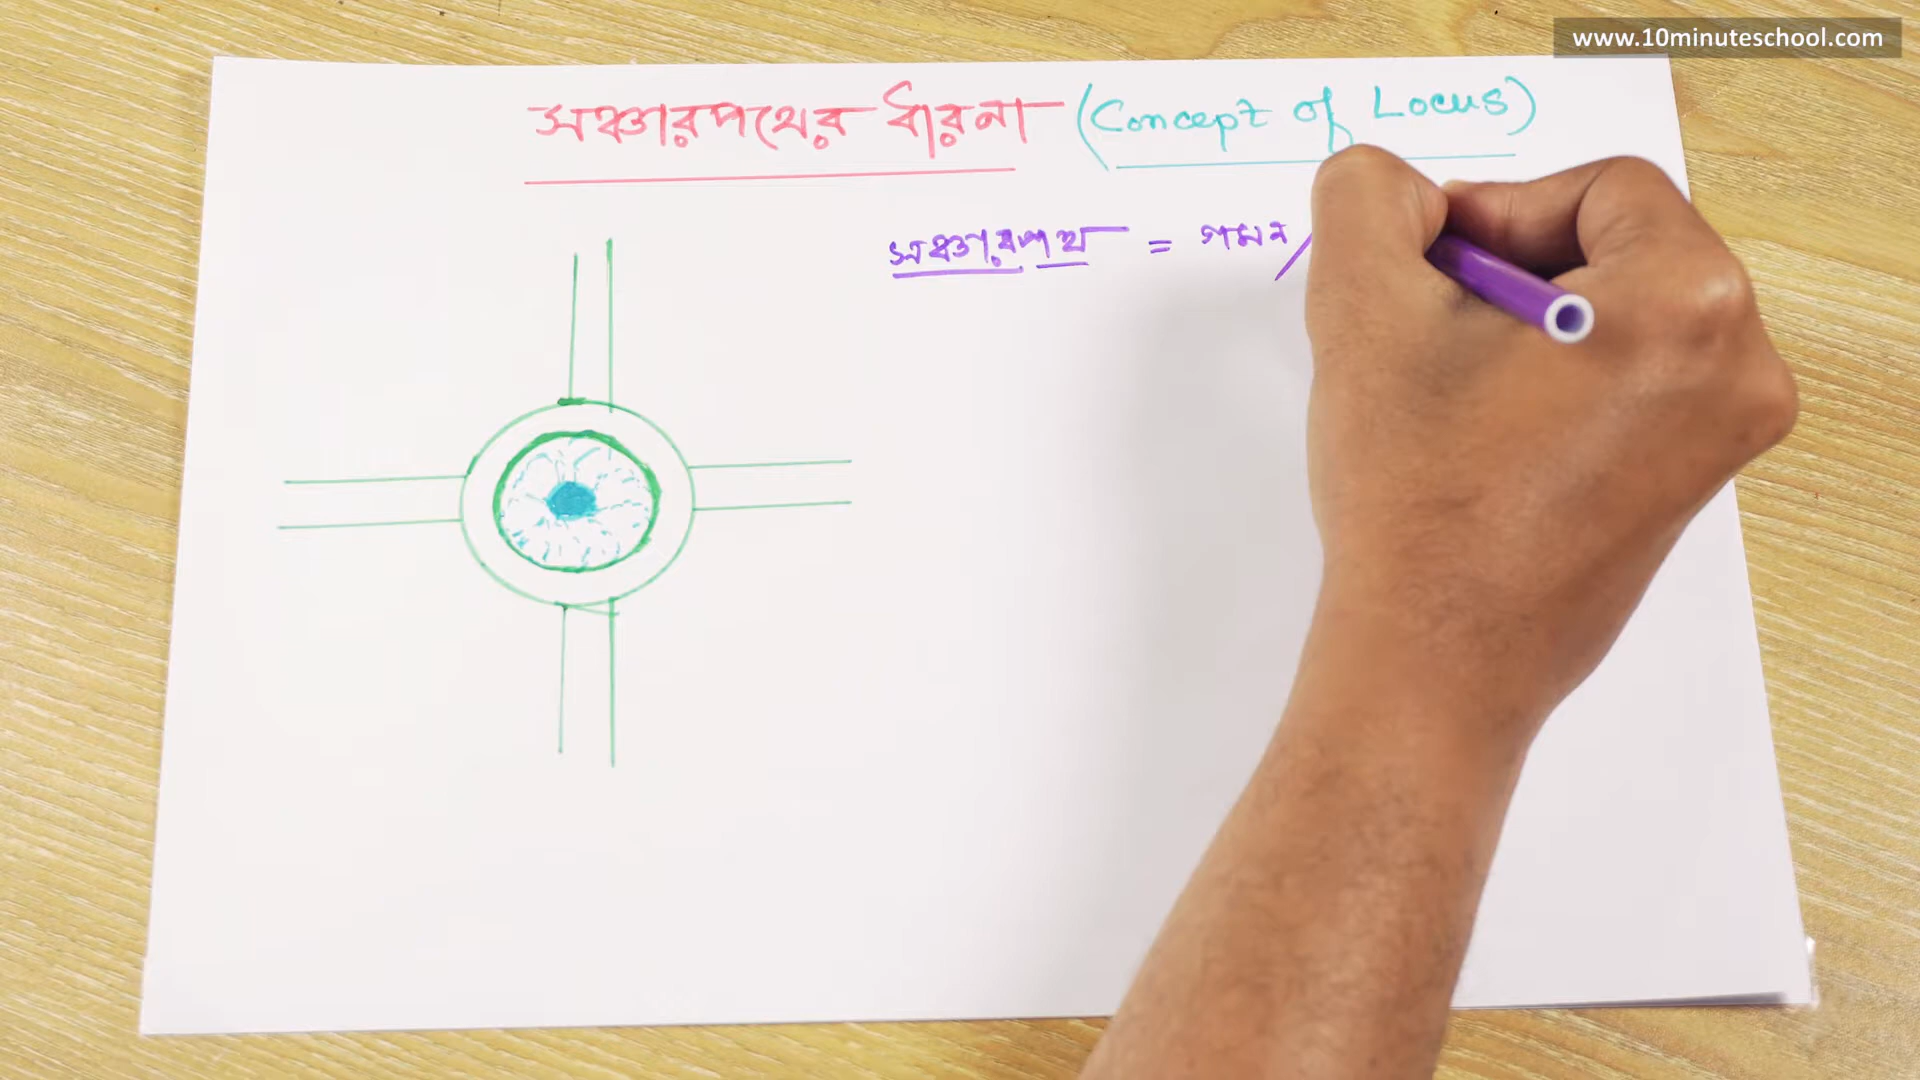 www.10minuteschool.com
সঞ্চারপথের ধারনা (Concept of Locus)
সঞ্চারপথ = গমন /